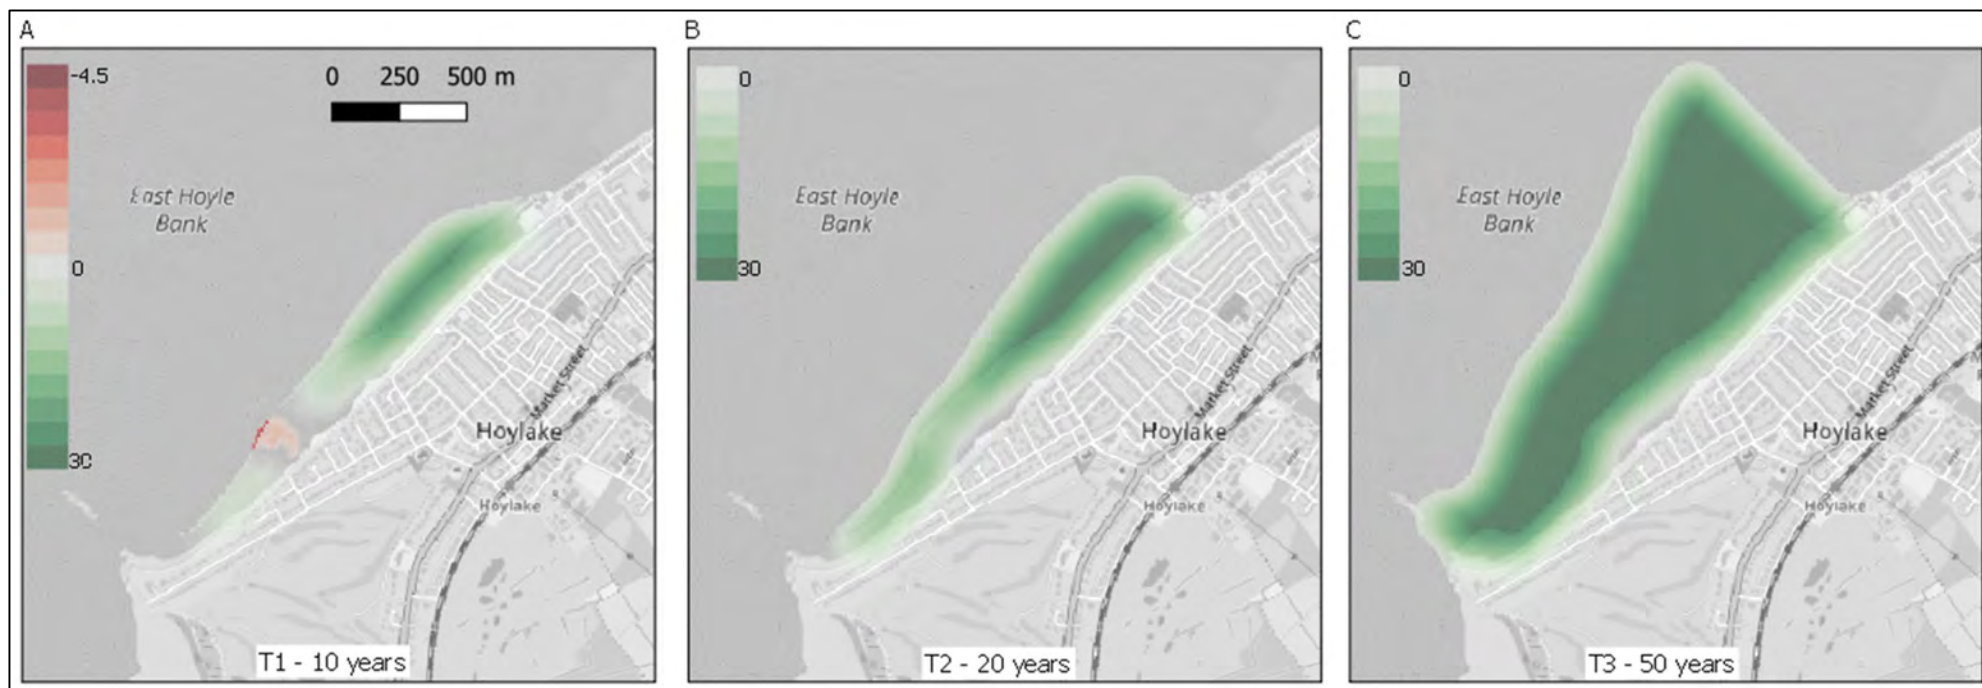 A
-4.5
0
30
0 250 500 m
East Hoyle
Bank
Market Street
Hoylake
Hoylake
T1 - 10 years
B
0
30
East Hoyle
Bank
Market Street
Hoylake
Hoylake
T2 - 20 years
C
0
30
East Hoyle
Bank
Market Street
Hoylake
Hoylake
T3 - 50 years